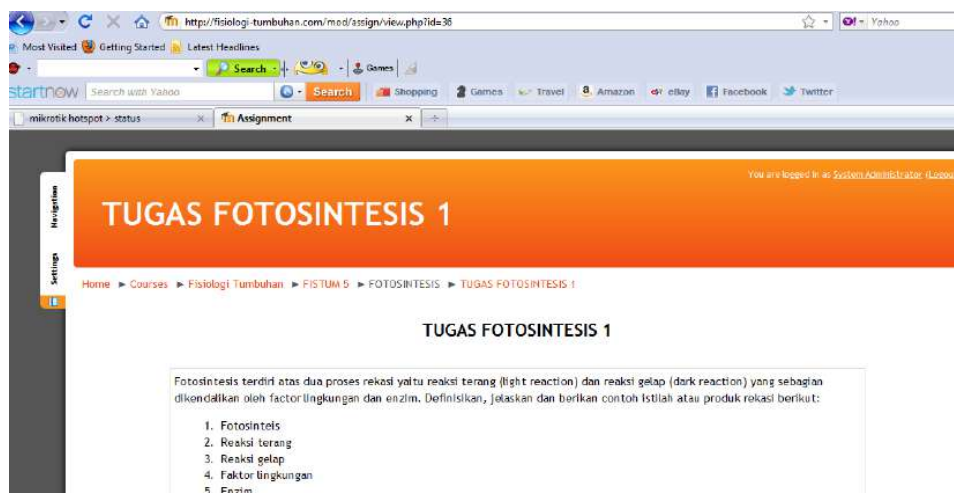 http://fisiologi-tumbuhan.com/mod/assign/view.php?id=36
Yahoo
Most Visited Getting Started Latest Headlines
Search Games
startnow Search with Yahoo Search Shopping Games Travel Amazon eBay Facebook Twitter
mikrotik hotspot > status Assignment
You are logged in as System Administrator (Logou
Navigation
Settings
TUGAS FOTOSINTESIS 1
Home ► Courses ► Fisiologi Tumbuhan ► FISTUM 5 ► FOTOSINTESIS ► TUGAS FOTOSINTESIS 1
TUGAS FOTOSINTESIS 1
Fotosintesis terdiri atas dua proses rekasi yaitu reaksi terang (light reaction) dan reaksi gelap (dark reaction) yang sebagian
dikendalikan oleh factor lingkungan dan enzim. Definisikan, jelaskan dan berikan contoh istilah atau produk rekasi berikut:
1. Fotosinteis
2. Reaksi terang
3. Reaksi gelap
4. Faktor lingkungan
5. Enzim